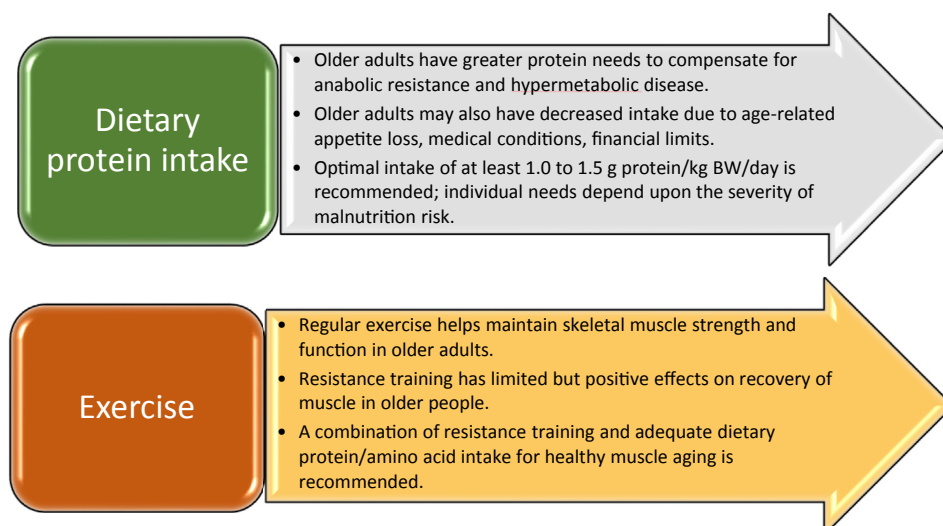 Dietary
protein intake
• Older adults have greater protein needs to compensate for
anabolic resistance and hypermetabolic disease.
• Older adults may also have decreased intake due to age-related
appetite loss, medical conditions, financial limits.
• Optimal intake of at least 1.0 to 1.5 g protein/kg BW/day is
recommended; individual needs depend upon the severity of
malnutrition risk.
Exercise
• Regular exercise helps maintain skeletal muscle strength and
function in older adults.
• Resistance training has limited but positive effects on recovery of
muscle in older people.
• A combination of resistance training and adequate dietary
protein/amino acid intake for healthy muscle aging is
recommended.